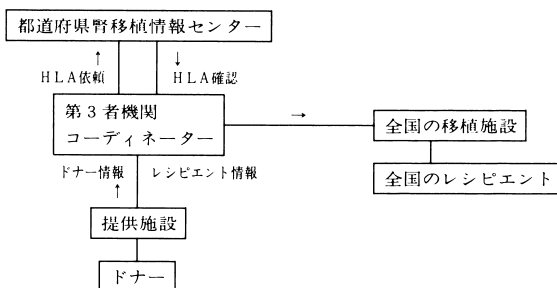 都道府県腎移植情報センター
↑ ↓
HLA依頼 HLA確認
第3者機関
コーディネーター
→
全国の移植施設
全国のレシピエント
ドナー情報 レシピエント情報
↑
提供施設
ドナー